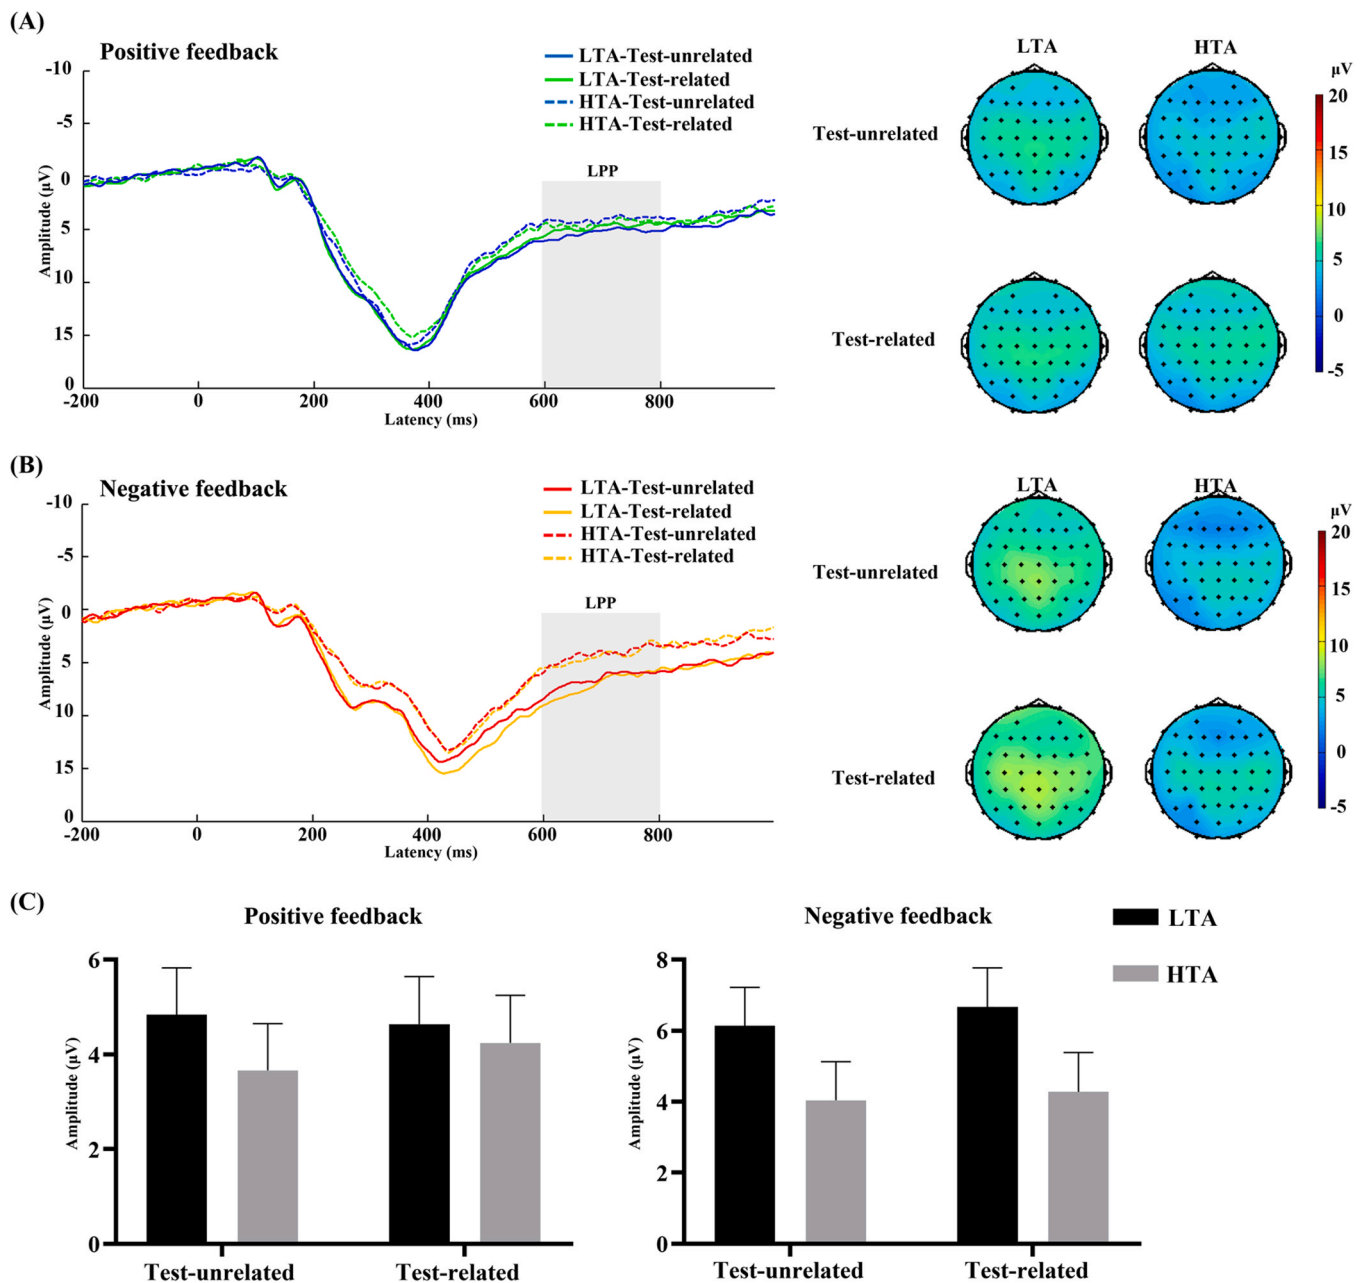 (A)
Positive feedback
LTA-Test-unrelated
LTA-Test-related
HTA-Test-unrelated
HTA-Test-related
-10
-5
0
5
10
15
0
Amplitude (μV)
LPP
-200 0 200 400 600 800
Latency (ms)
LTA HTA
Test-unrelated
Test-related
μV
20
15
10
5
0
-5
(B)
Negative feedback
LTA-Test-unrelated
LTA-Test-related
HTA-Test-unrelated
HTA-Test-related
-10
-5
0
5
10
15
0
Amplitude (μV)
LPP
-200 0 200 400 600 800
Latency (ms)
LTA HTA
Test-unrelated
Test-related
μV
20
15
10
5
0
-5
(C)
Positive feedback
6
4
2
0
Amplitude (μV)
Test-unrelated Test-related
Negative feedback
8
6
4
2
0
Amplitude (μV)
Test-unrelated Test-related
LTA
HTA